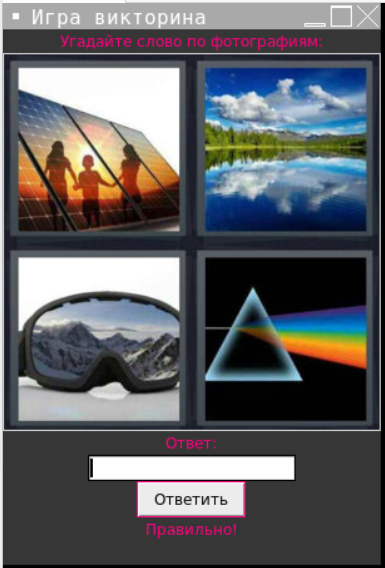 Игра викторина
Угадайте слово по фотографиям:
Ответ:
Ответить
Правильно!